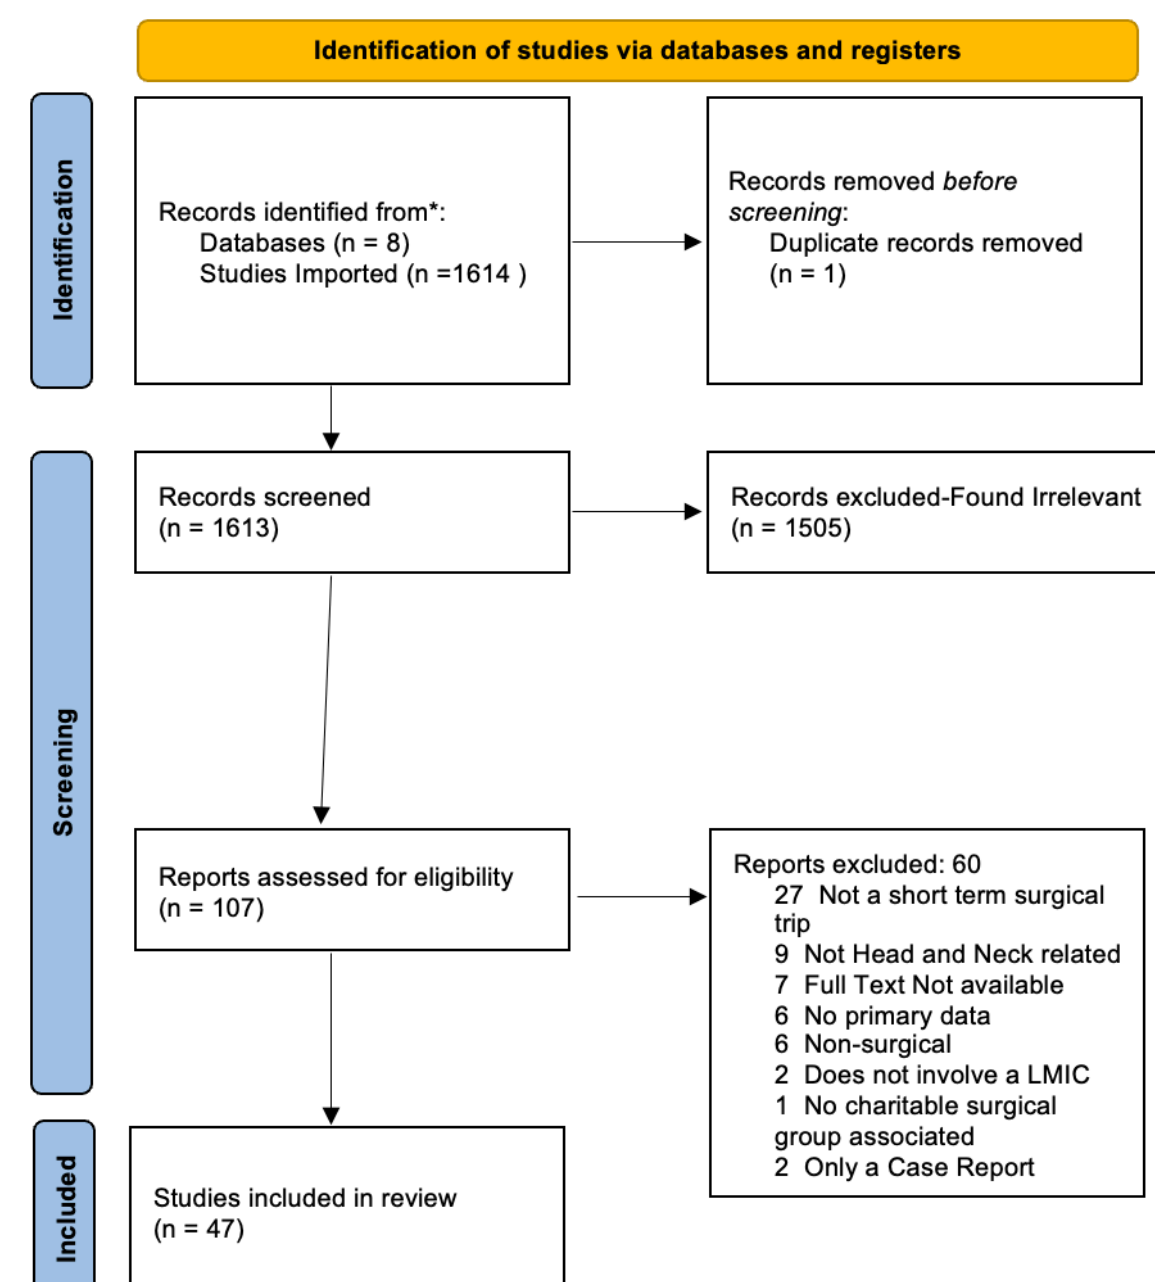 Identification of studies via databases and registers
Identification
Records identified from*:
Databases (n = 8)
Studies Imported (n =1614 )
Records removed before
screening:
Duplicate records removed
(n = 1)
Screening
Records screened
(n = 1613)
Records excluded-Found Irrelevant
(n = 1505)
Reports assessed for eligibility
(n = 107)
Reports excluded: 60
27 Not a short term surgical
trip
9 Not Head and Neck related
7 Full Text Not available
6 No primary data
6 Non-surgical
2 Does not involve a LMIC
1 No charitable surgical
group associated
2 Only a Case Report
Included
Studies included in review
(n = 47)